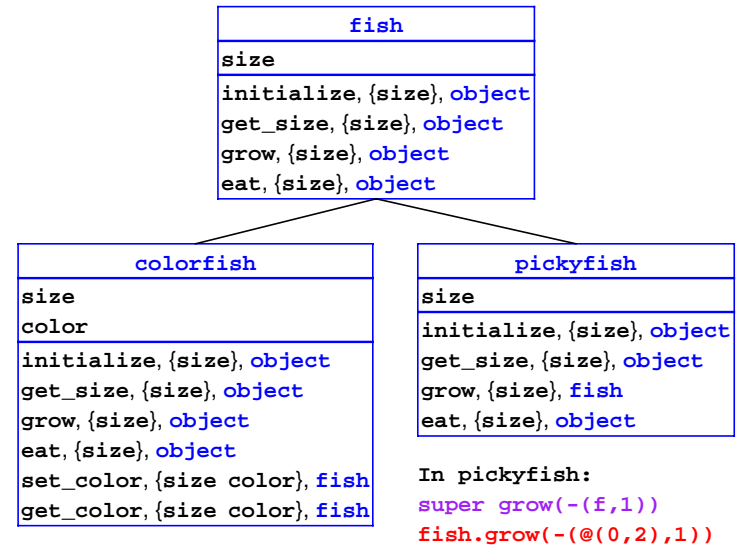 fish
size
initialize, {size}, object
get_size, {size}, object
grow, {size}, object
eat, {size}, object
colorfish
size
color
initialize, {size}, object
get_size, {size}, object
grow, {size}, object
eat, {size}, object
set_color, {size color}, fish
get_color, {size color}, fish
pickyfish
size
initialize, {size}, object
get_size, {size}, object
grow, {size}, fish
eat, {size}, object
In pickyfish:
super grow(-(f,1))
fish.grow(-(@(0,2),1))